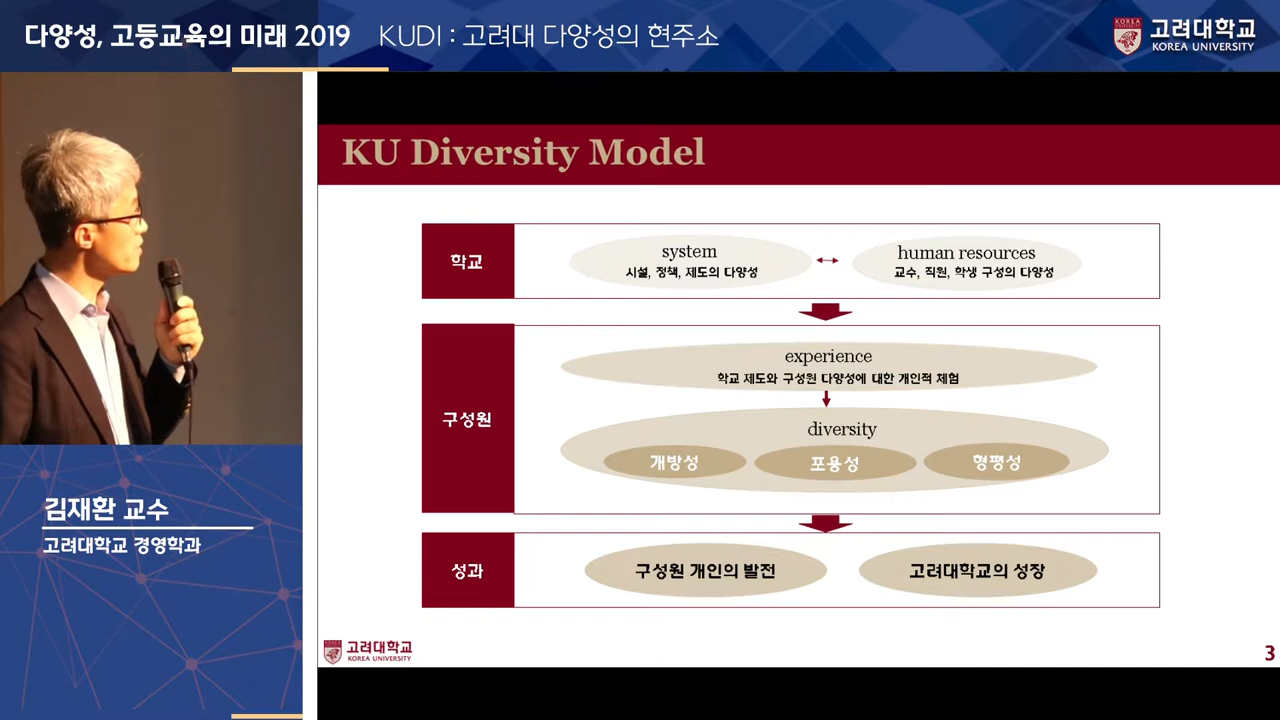 다양성, 고등교육의 미래 2019 KUDI : 고려대 다양성의 현주소
KOREA
고려대학교
KOREA UNIVERSITY
KU Diversity Model
학교
system
시설, 정책, 제도의 다양성
human resources
교수, 직원, 학생 구성의 다양성
구성원
experience
학교 제도와 구성원 다양성에 대한 개인적 체험
diversity
개방성
포용성
형평성
성과
구성원 개인의 발전
고려대학교의 성장
김재환 교수
고려대학교 경영학과
고려대학교
KOREA UNIVERSITY
3